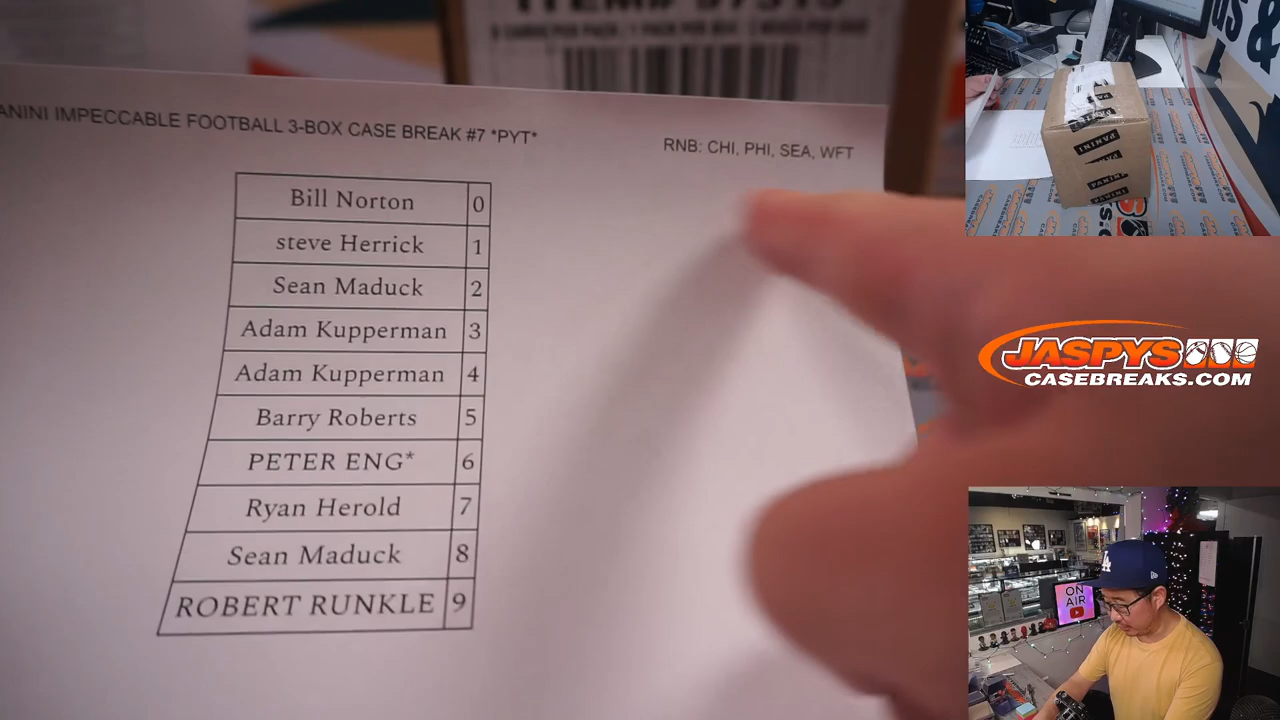 ANINI IMPECCABLE FOOTBALL 3-BOX CASE BREAK #7 *PYT*
RNB: CHI, PHI, SEA, WFT
Bill Norton 0
steve Herrick 1
Sean Maduck 2
Adam Kupperman 3
Adam Kupperman 4
Barry Roberts 5
PETER ENG* 6
Ryan Herold 7
Sean Maduck 8
ROBERT RUNKLE 9
PANINI
JASPYS
CASEBREAKS.COM
ON
AIR
LA